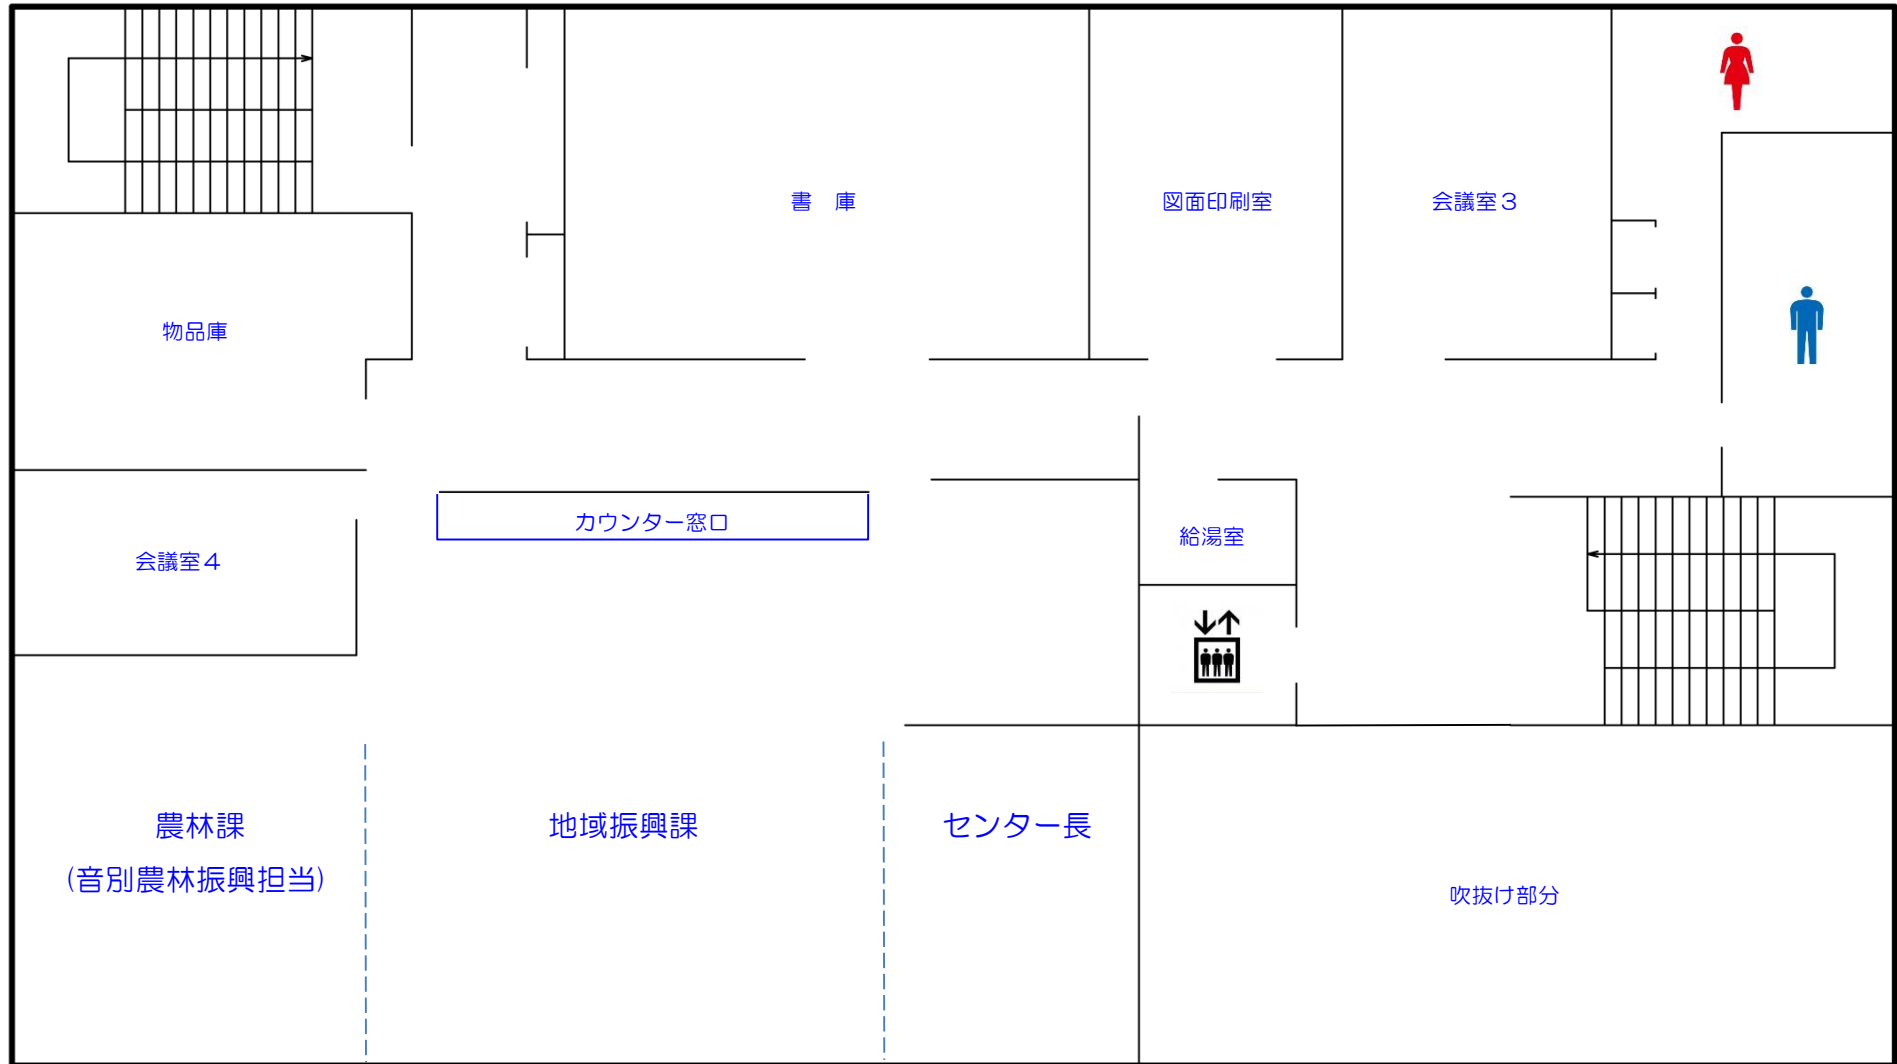 書　庫
図面印刷室
会議室３
物品庫
カウンター窓口
給湯室
会議室４
農林課
(音別農林振興担当)
地域振興課
センター長
吹抜け部分